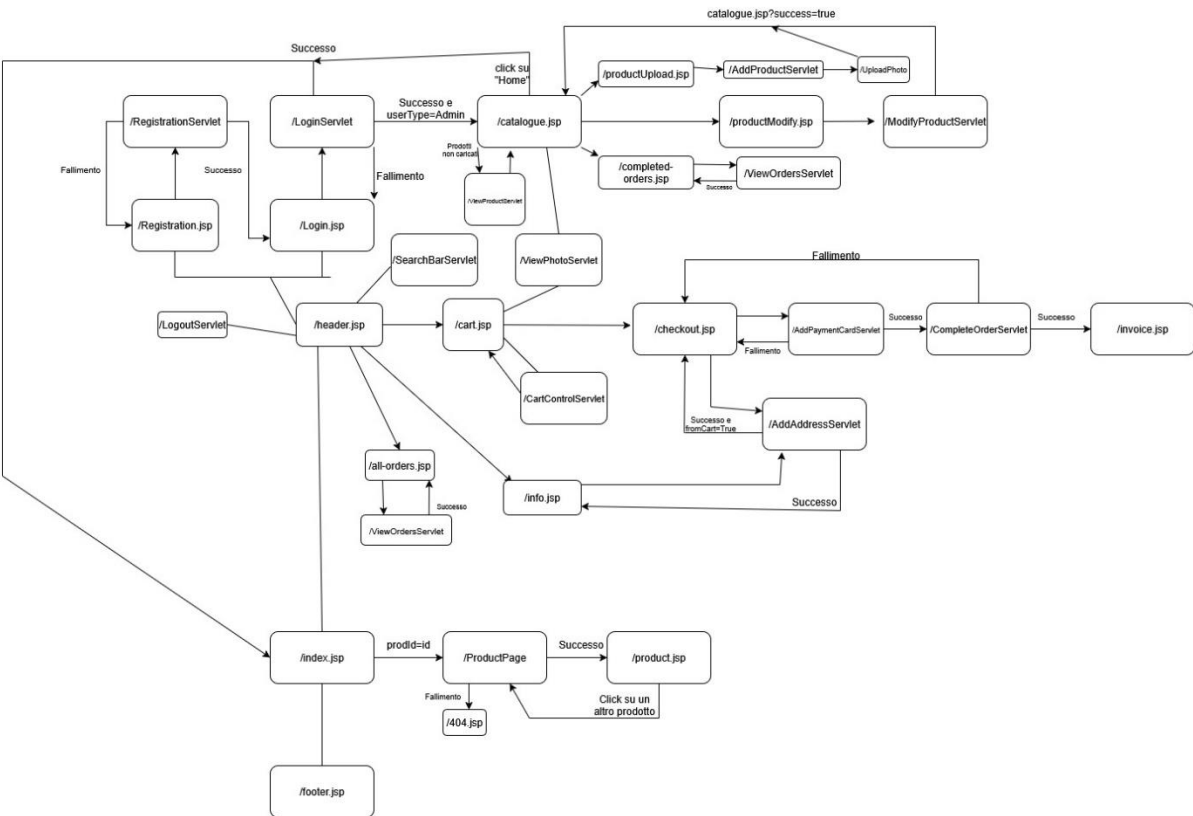 catalogue.jsp?success=true
Successo
click su
"Home"
/productUpload.jsp
/AddProductServlet
/UploadPhoto
/RegistrationServlet
/LoginServlet
Successo e
userType=Admin
/catalogue.jsp
/productModify.jsp
/ModifyProductServlet
Fallimento
Successo
Fallimento
Prodotti
non caricati
/completed-
orders.jsp
Successo
/ViewOrdersServlet
/ViewProductServlet
/Registration.jsp
/Login.jsp
/SearchBarServlet
/ViewPhotoServlet
Fallimento
/LogoutServlet
/header.jsp
/cart.jsp
/checkout.jsp
/AddPaymentCardServlet
Successo
/CompleteOrderServlet
Successo
/invoice.jsp
Fallimento
/CartControlServlet
Successo e
fromCart=True
/AddAddressServlet
/all-orders.jsp
/info.jsp
Successo
Successo
/ViewOrdersServlet
/index.jsp
prodId=id
/ProductPage
Successo
/product.jsp
Fallimento
Click su un
altro prodotto
/404.jsp
/footer.jsp